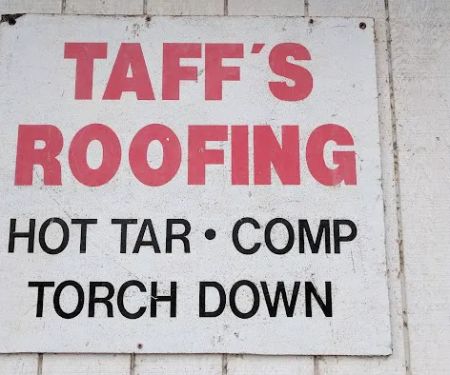 TAFF'S
ROOFING
HOT TAR • COMP
TORCH DOWN